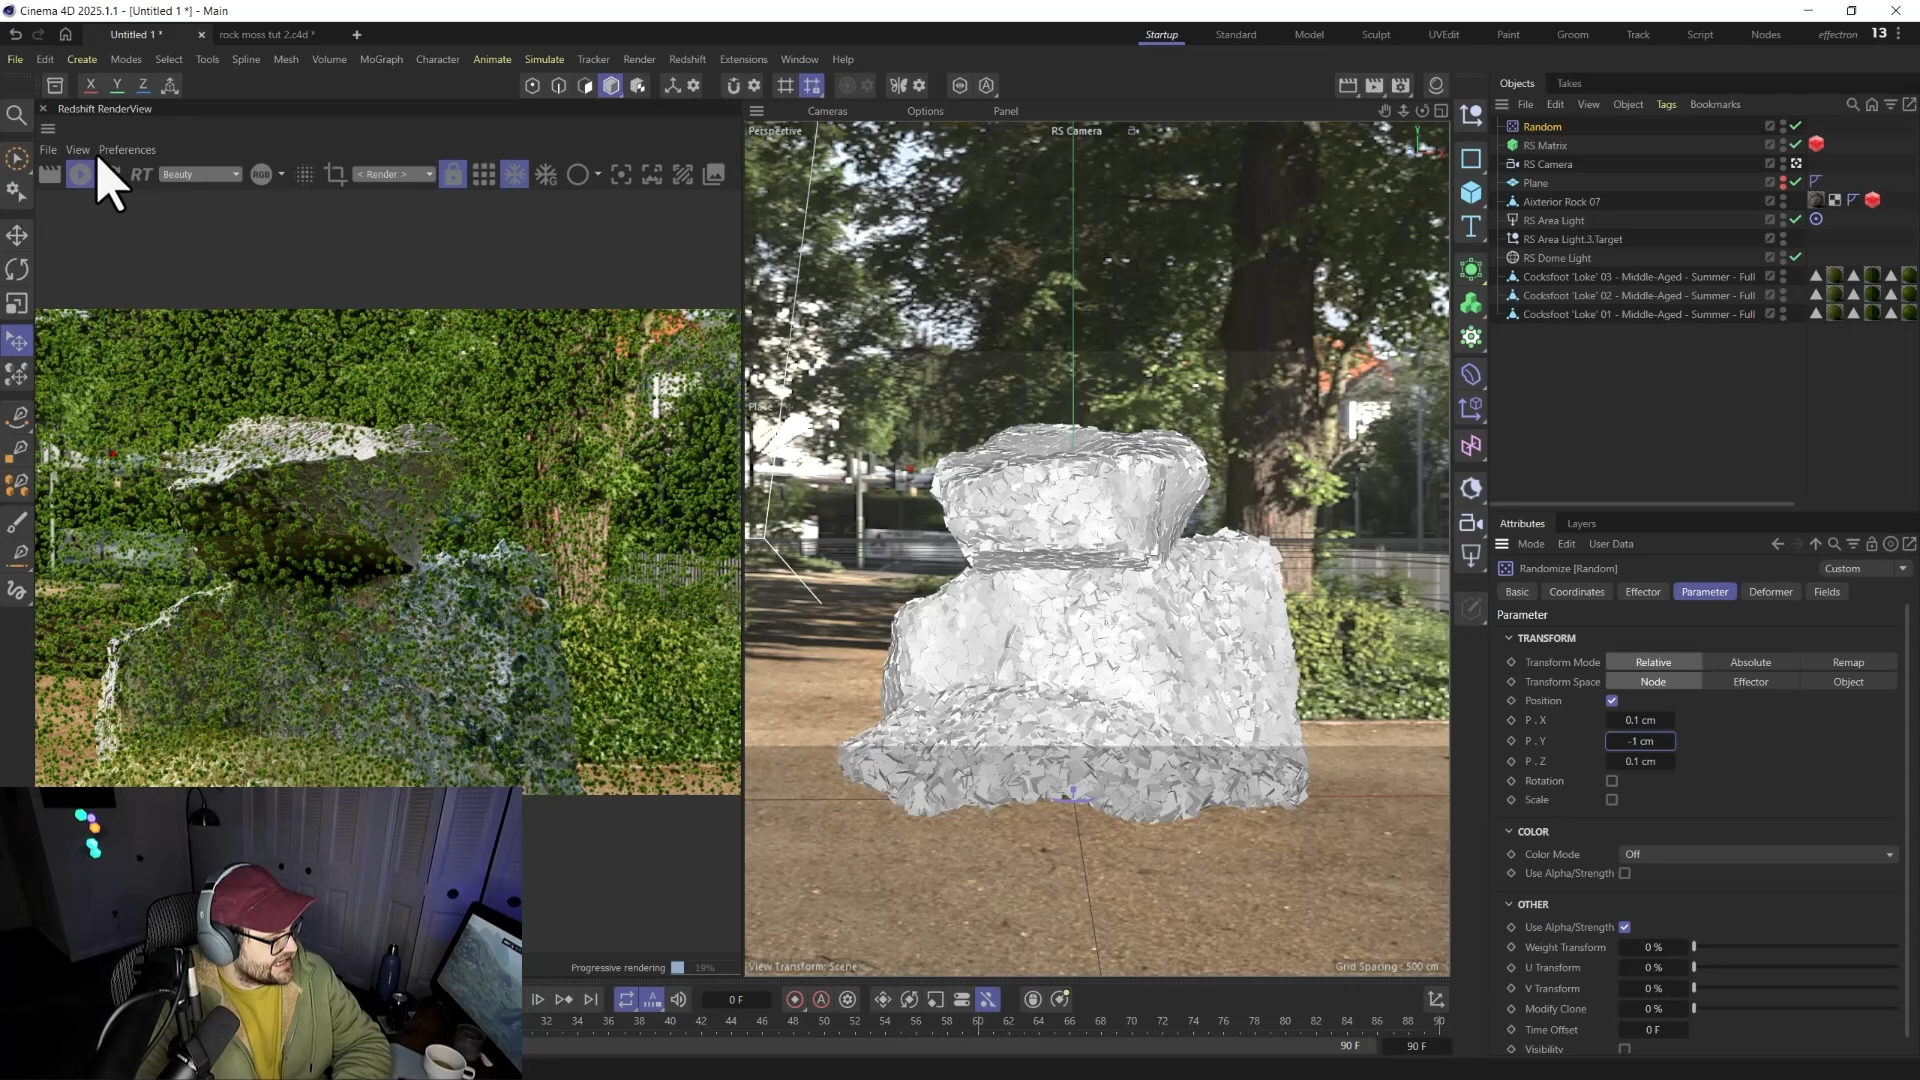 Cinema 4D 2025.1.1 - [Untitled 1 *] - Main
Untitled 1 * × rock moss tut 2.c4d * +
Startup Standard Model Sculpt UVEdit Paint Groom Track Script Nodes effectron 13
File Edit Create Modes Select Tools Spline Mesh Volume MoGraph Character Animate Simulate Tracker Render Redshift Extensions Window Help
X Y Z
Redshift RenderView
File View Preferences
RT Beauty RGB < Render >
Progressive rendering 19%
Cameras Options Panel
Perspective RS Camera
Y
View Transform: Scene Grid Spacing : 500 cm
0 F
32 34 36 38 40 42 44 46 48 50 52 54 56 58 60 62 64 66 68 70 72 74 76 78 80 82 84 86 88 90
90 F 90 F
Objects Takes
File Edit View Object Tags Bookmarks
Random
RS Matrix
RS Camera
Plane
Aixterior Rock 07
RS Area Light
RS Area Light.3.Target
RS Dome Light
Cocksfoot 'Loke' 03 - Middle-Aged - Summer - Full
Cocksfoot 'Loke' 02 - Middle-Aged - Summer - Full
Cocksfoot 'Loke' 01 - Middle-Aged - Summer - Full
Attributes Layers
Mode Edit User Data
Randomize [Random] Custom
Basic Coordinates Effector Parameter Deformer Fields
Parameter
TRANSFORM
Transform Mode Relative Absolute Remap
Transform Space Node Effector Object
Position
P . X 0.1 cm
P . Y -1 cm
P . Z 0.1 cm
Rotation
Scale
COLOR
Color Mode Off
Use Alpha/Strength
OTHER
Use Alpha/Strength
Weight Transform 0 %
U Transform 0 %
V Transform 0 %
Modify Clone 0 %
Time Offset 0 F
Visibility